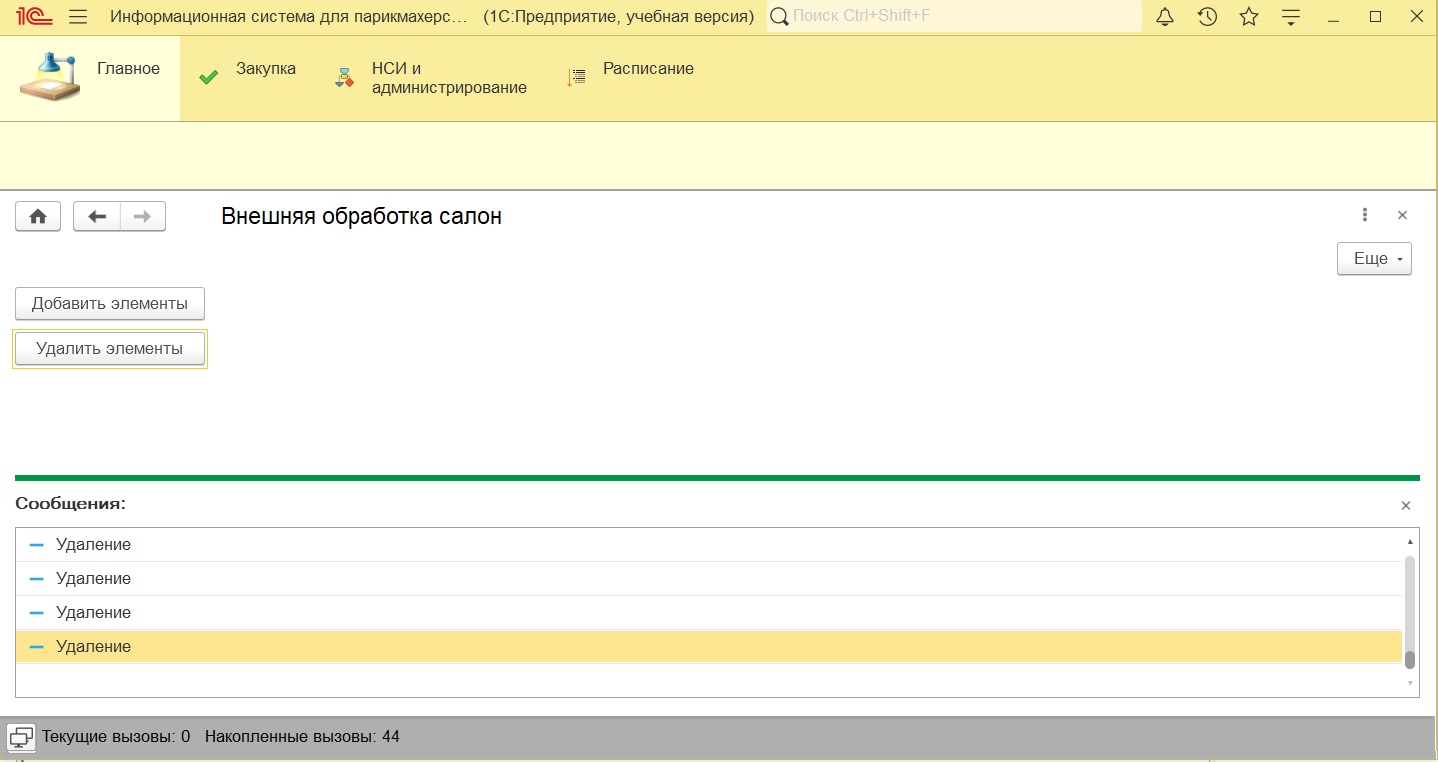 1С Информационная система для парикмахерс... (1С:Предприятие, учебная версия) Поиск Ctrl+Shift+F
Главное
Закупка
НСИ и
администрирование
Расписание
Внешняя обработка салон
Еще
Добавить элементы
Удалить элементы
Сообщения:
Удаление
Удаление
Удаление
Удаление
Текущие вызовы: 0 Накопленные вызовы: 44